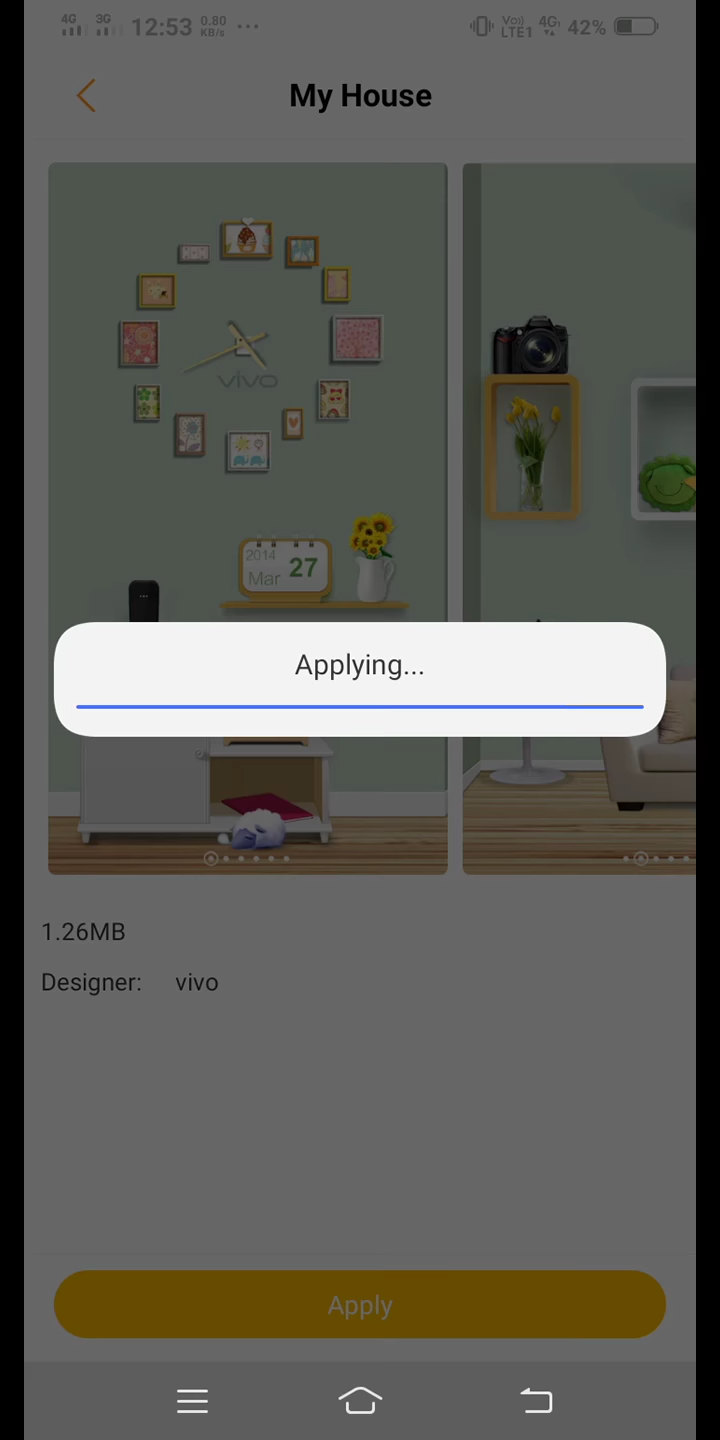 4G 3G 12:53 0.80 KB/s ... Vo) LTE1 4G 42%
My House
vivo
2014
Mar 27
Applying...
1.26MB
Designer: vivo
Apply